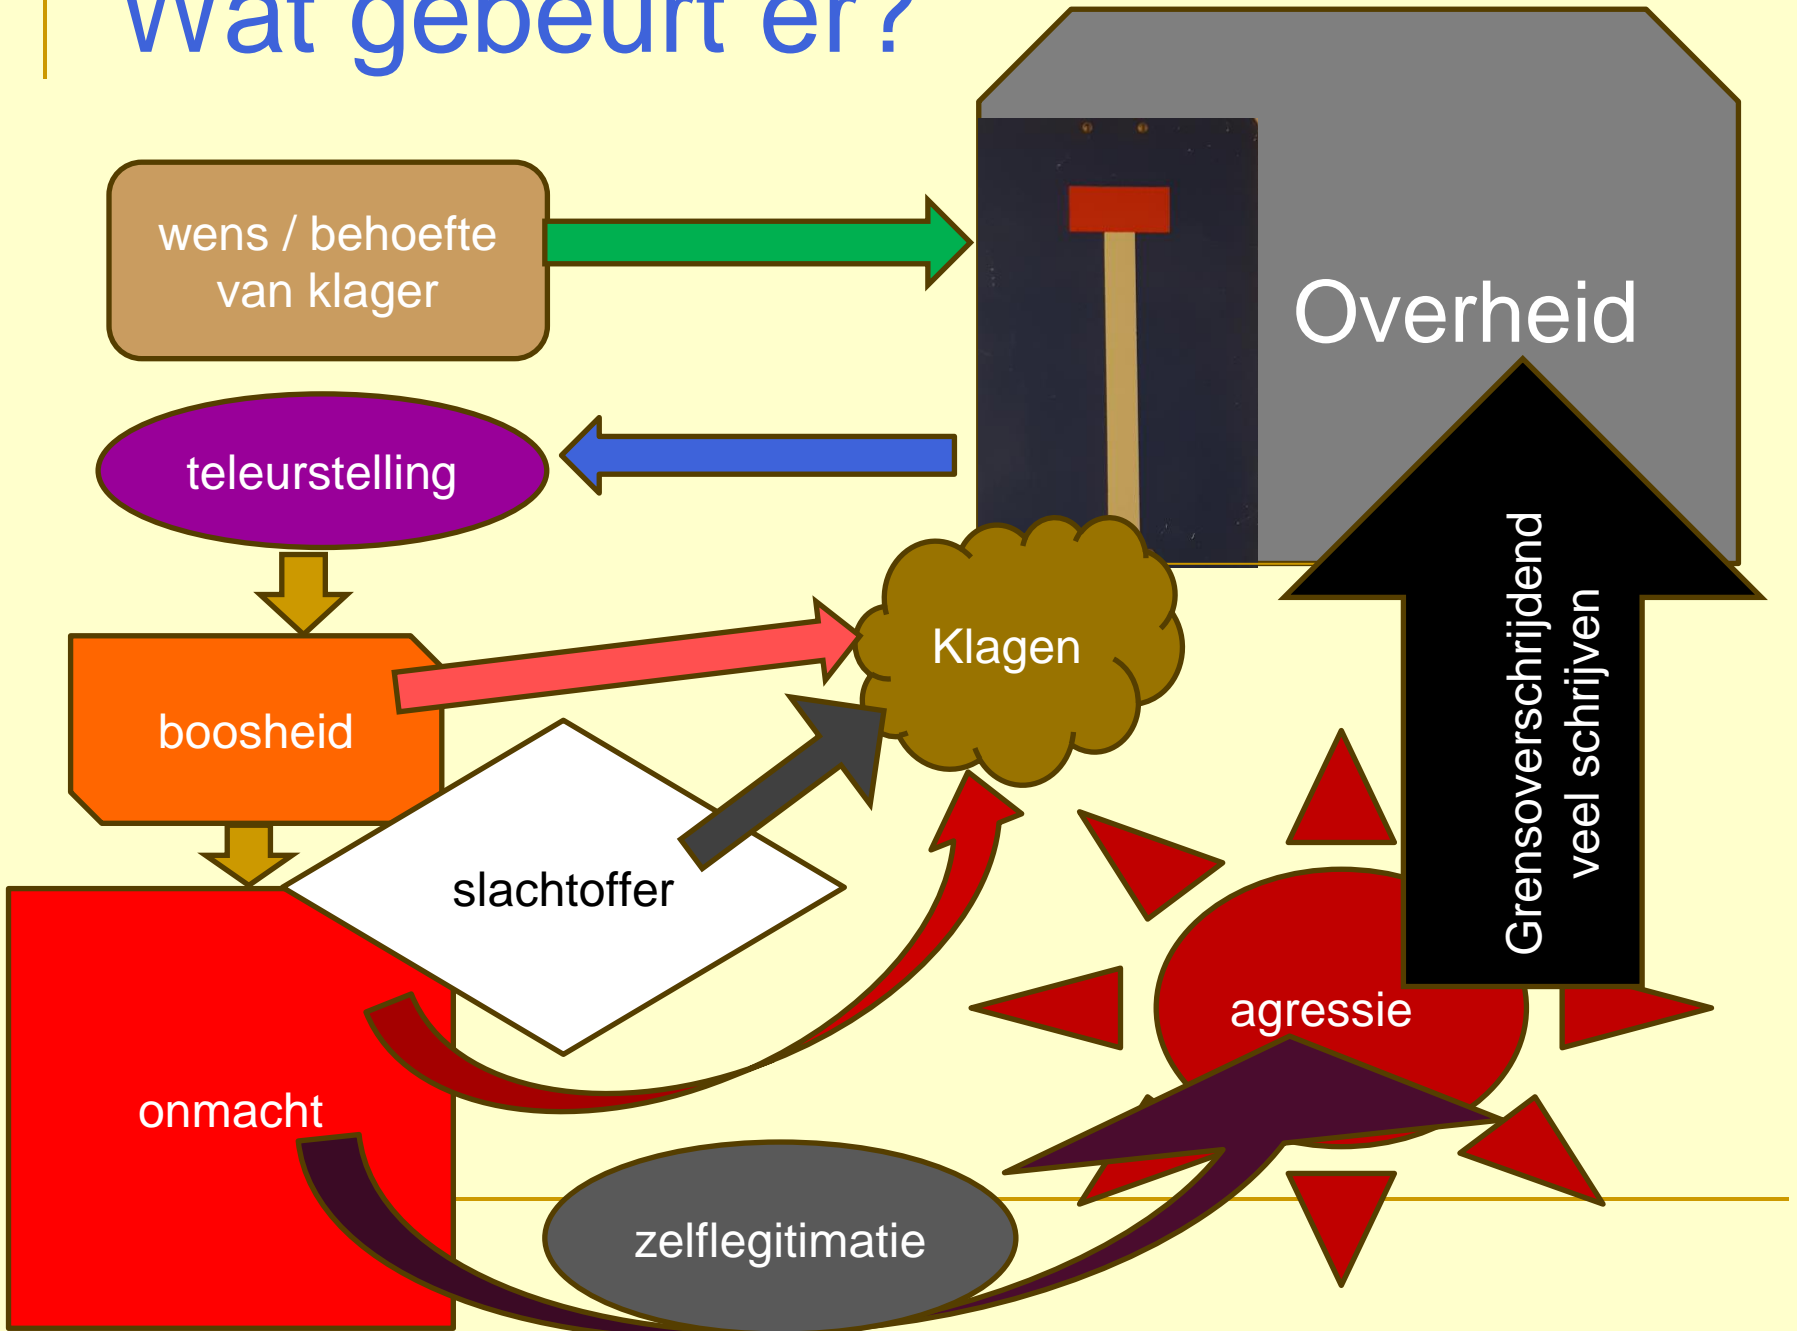 Wat gebeurt er?
wens / behoefte
van klager
Overheid
teleurstelling
Klagen
boosheid
slachtoffer
Grensoverschrijdend
veel schrijven
agressie
onmacht
zelflegitimatie